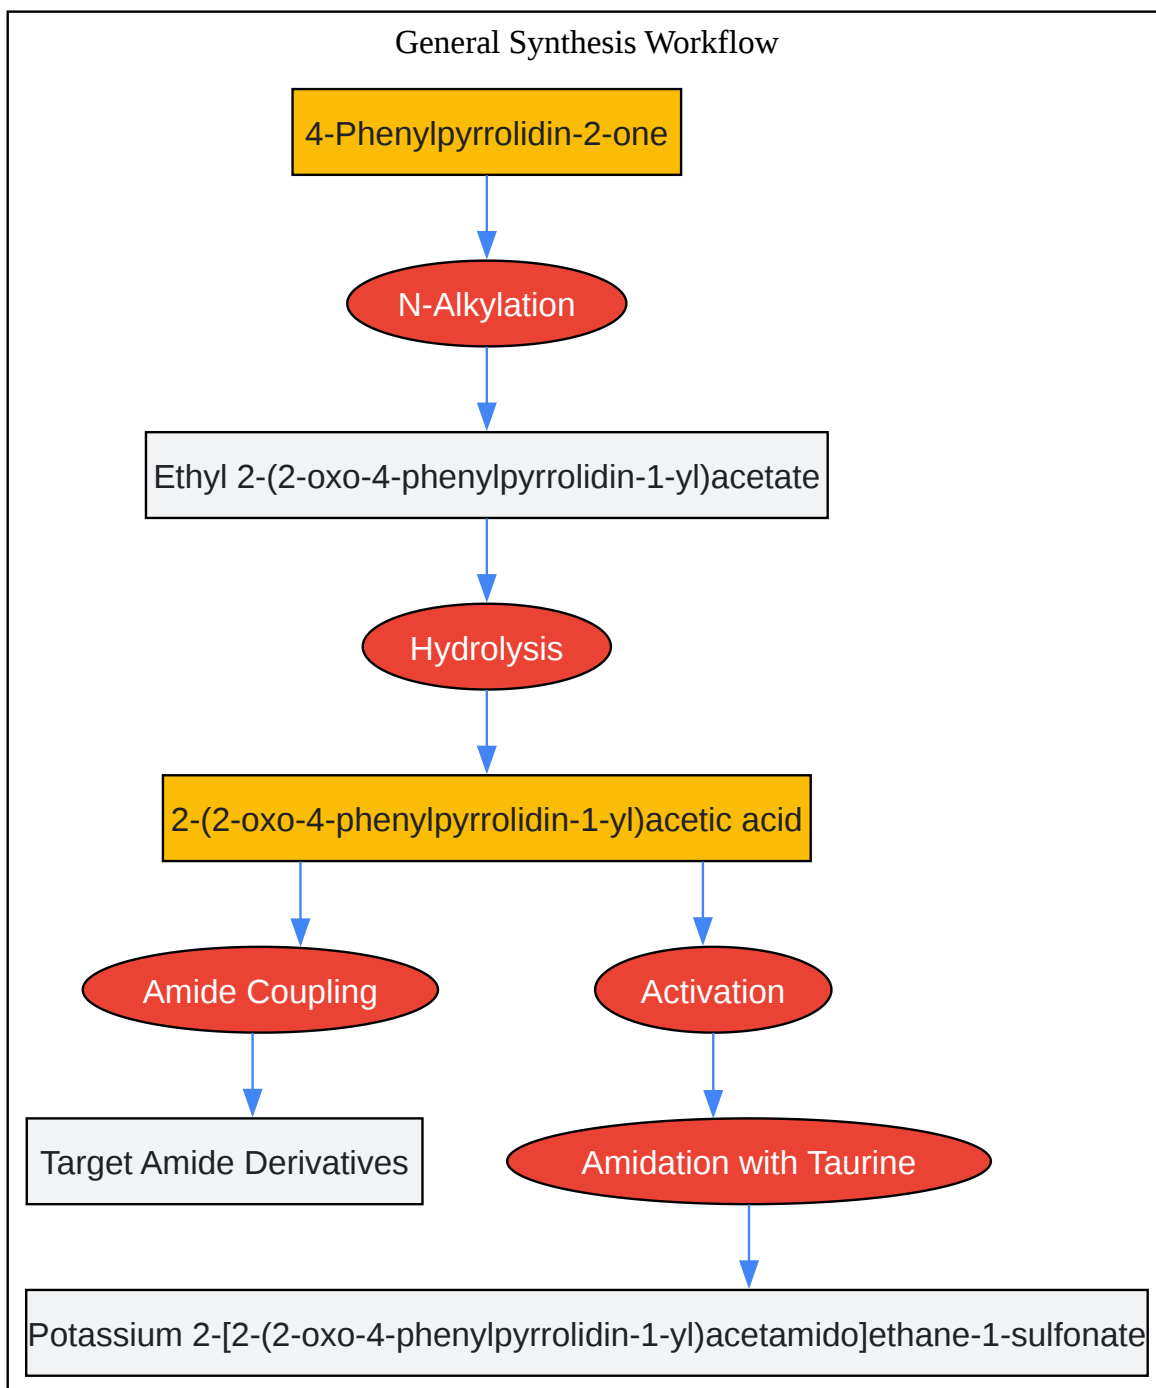 General Synthesis Workflow
4-Phenylpyrrolidin-2-one
N-Alkylation
Ethyl 2-(2-oxo-4-phenylpyrrolidin-1-yl)acetate
Hydrolysis
2-(2-oxo-4-phenylpyrrolidin-1-yl)acetic acid
Amide Coupling
Activation
Target Amide Derivatives
Amidation with Taurine
Potassium 2-[2-(2-oxo-4-phenylpyrrolidin-1-yl)acetamido]ethane-1-sulfonate